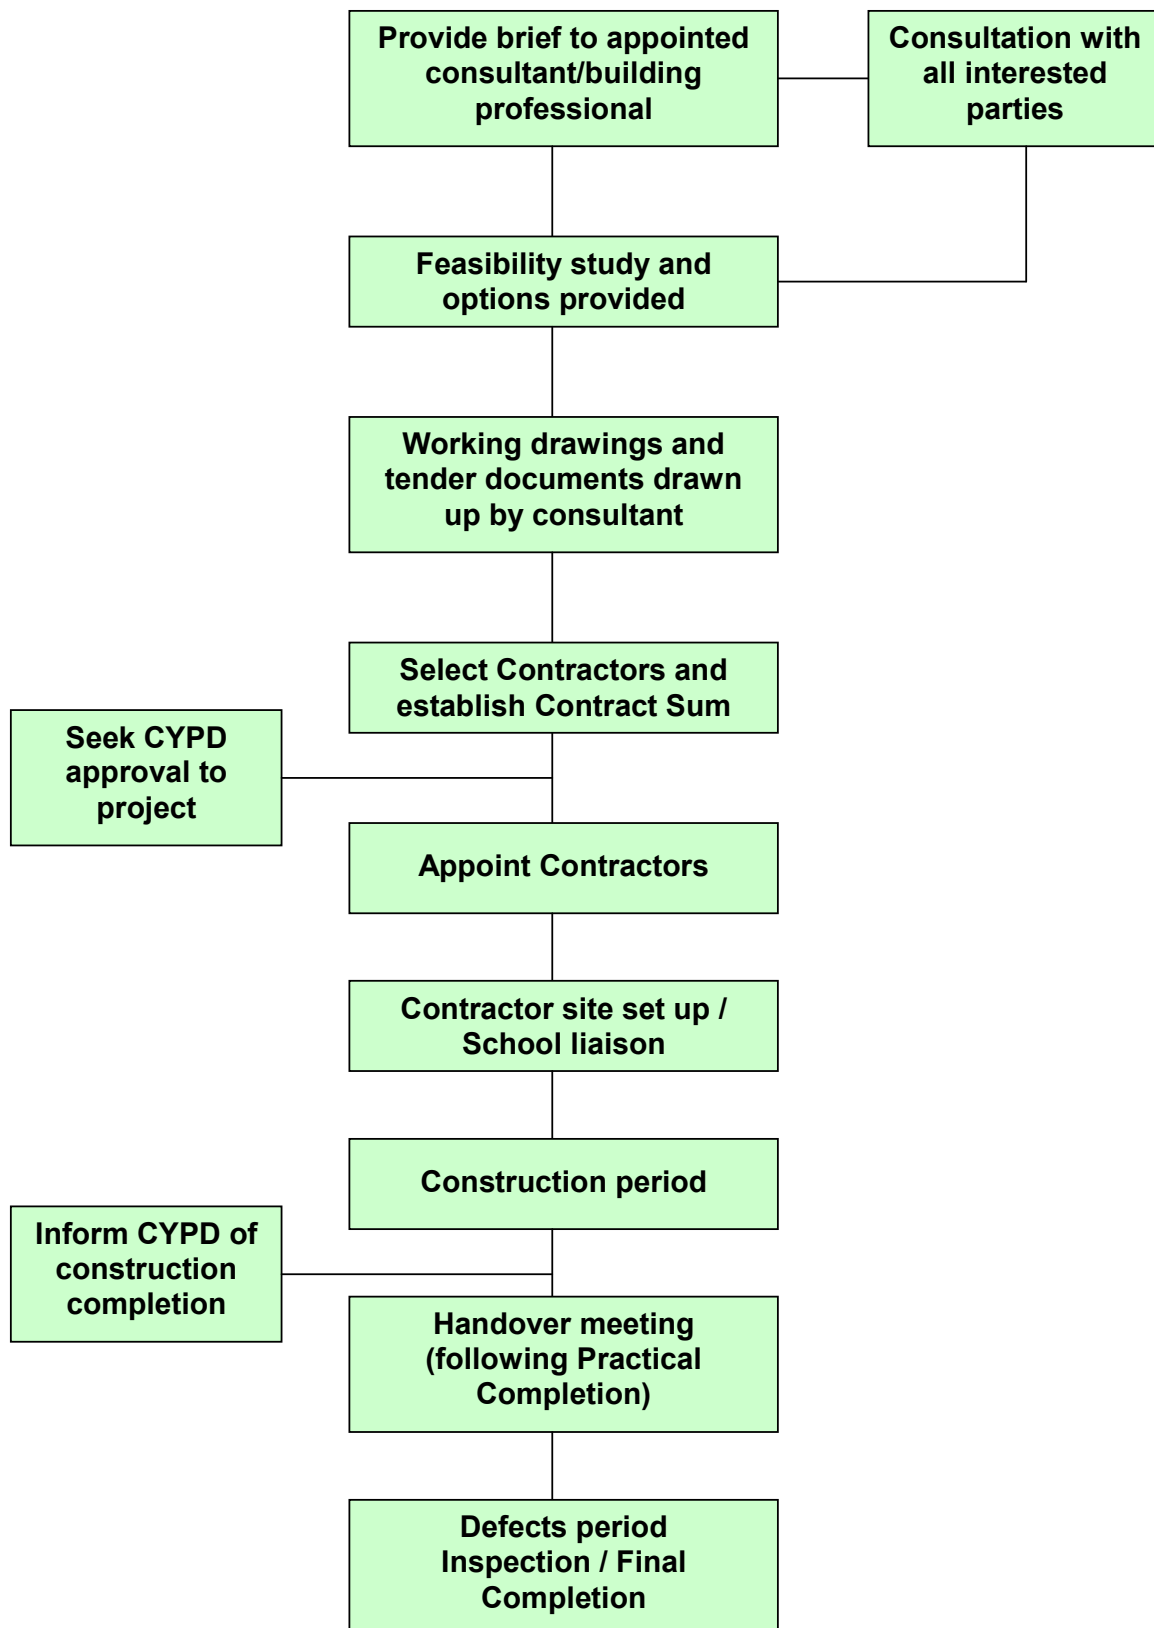 Provide brief to appointed
consultant/building
professional
Consultation with
all interested
parties
Feasibility study and
options provided
Working drawings and
tender documents drawn
up by consultant
Select Contractors and
establish Contract Sum
Seek CYPD
approval to
project
Appoint Contractors
Contractor site set up /
School liaison
Construction period
Inform CYPD of
construction
completion
Handover meeting
(following Practical
Completion)
Defects period
Inspection / Final
Completion